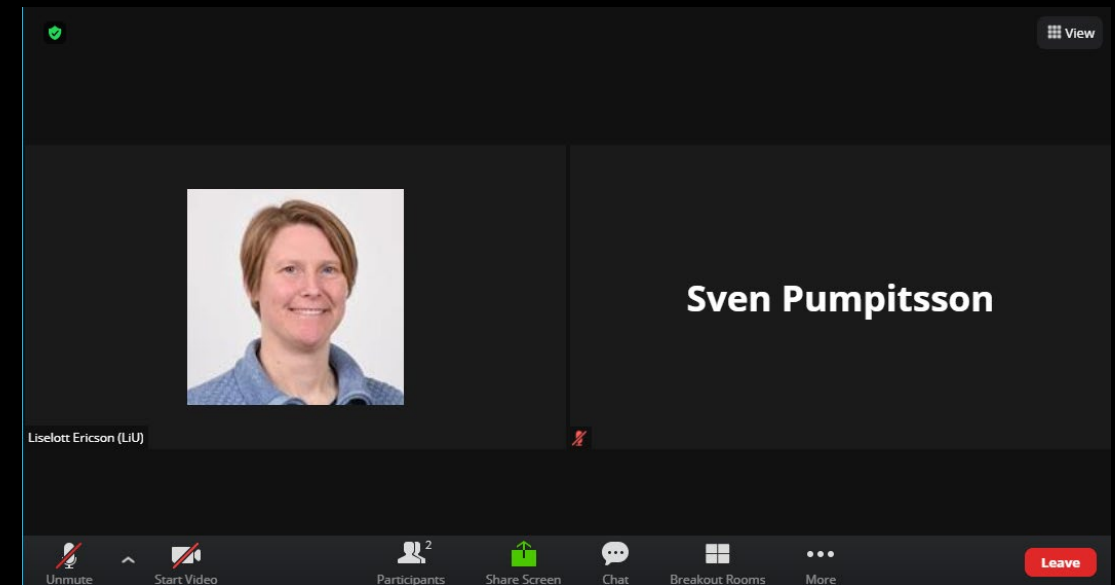 View
Sven Pumpitsson
Liselott Ericson (LiU)
2
Unmute
Start Video
Participants
Share Screen
Chat
Breakout Rooms
More
Leave